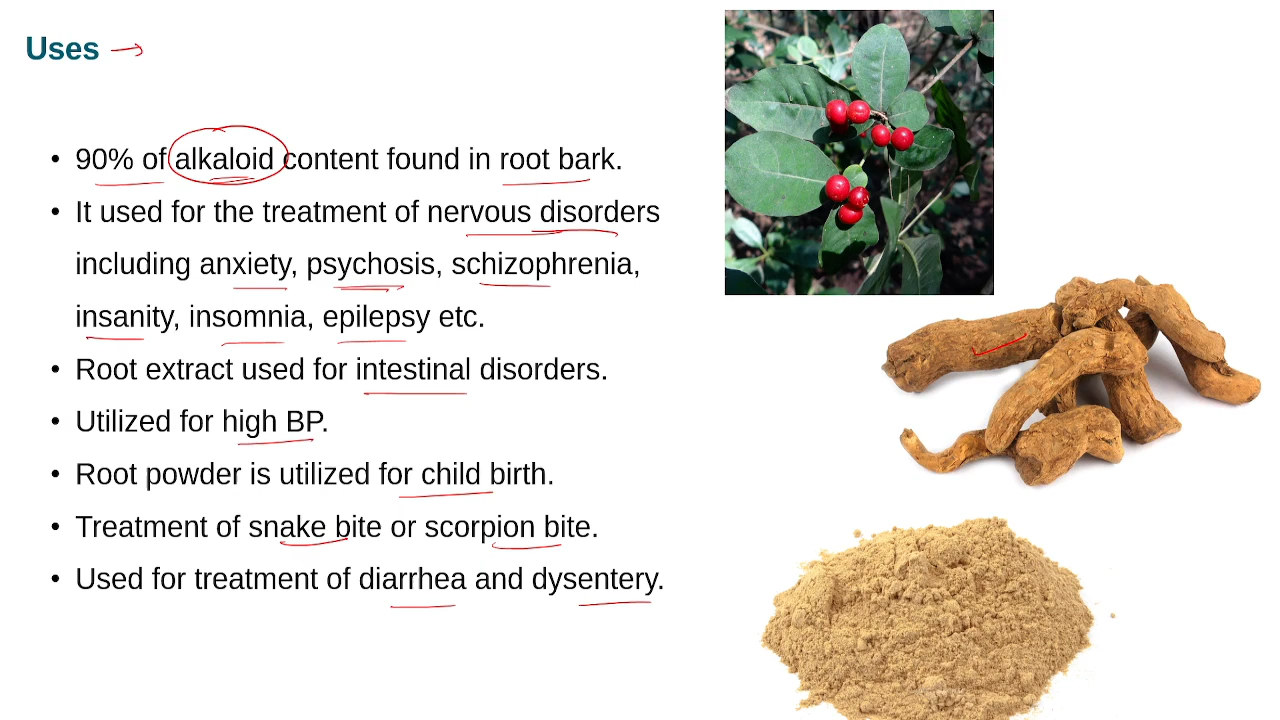 Uses
• 90% of alkaloid content found in root bark.
• It used for the treatment of nervous disorders
including anxiety, psychosis, schizophrenia,
insanity, insomnia, epilepsy etc.
• Root extract used for intestinal disorders.
• Utilized for high BP.
• Root powder is utilized for child birth.
• Treatment of snake bite or scorpion bite.
• Used for treatment of diarrhea and dysentery.